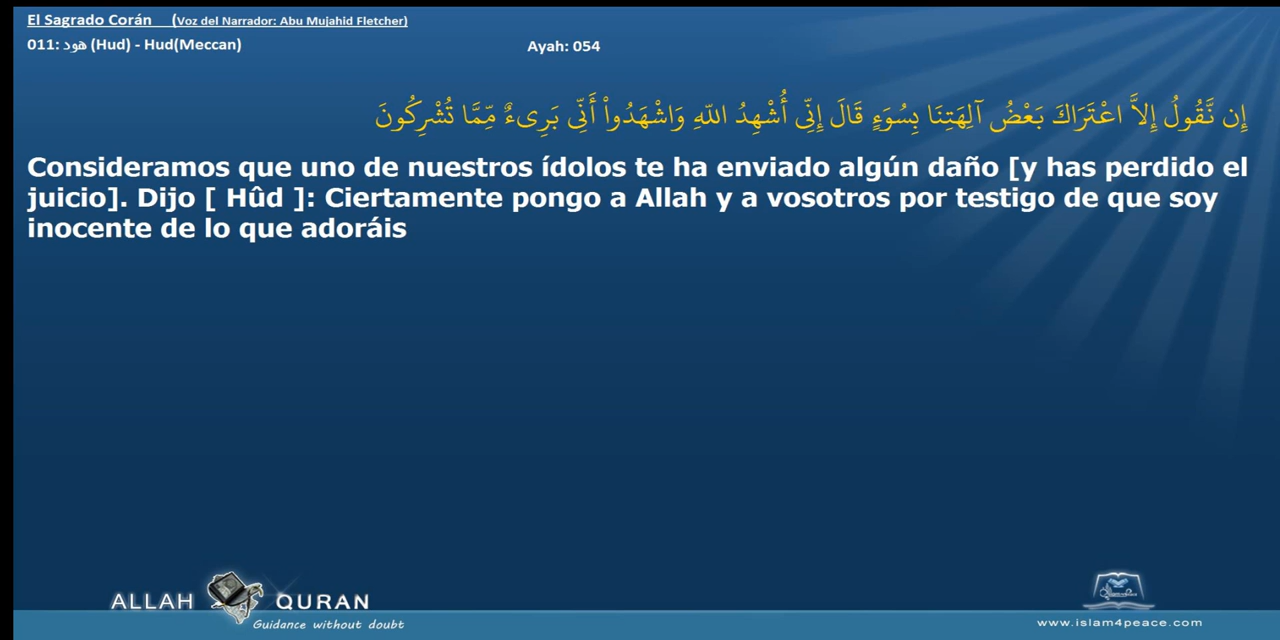 El Sagrado Corán (Voz del Narrador: Abu Mujahid Fletcher)
011: هود (Hud) - Hud(Meccan) Ayah: 054
إِن نَّقُولُ إِلاَّ اعْتَرَاكَ بَعْضُ آلِهَتِنَا بِسُوَءٍ قَالَ إِنِّي أُشْهِدُ اللّهِ وَاشْهَدُواْ أَنِّي بَرِيءٌ مِّمَّا تُشْرِكُونَ
Consideramos que uno de nuestros ídolos te ha enviado algún daño [y has perdido el
juicio]. Dijo [ Hûd ]: Ciertamente pongo a Allah y a vosotros por testigo de que soy
inocente de lo que adoráis
ALLAH QURAN
Guidance without doubt
www.islam4peace.com